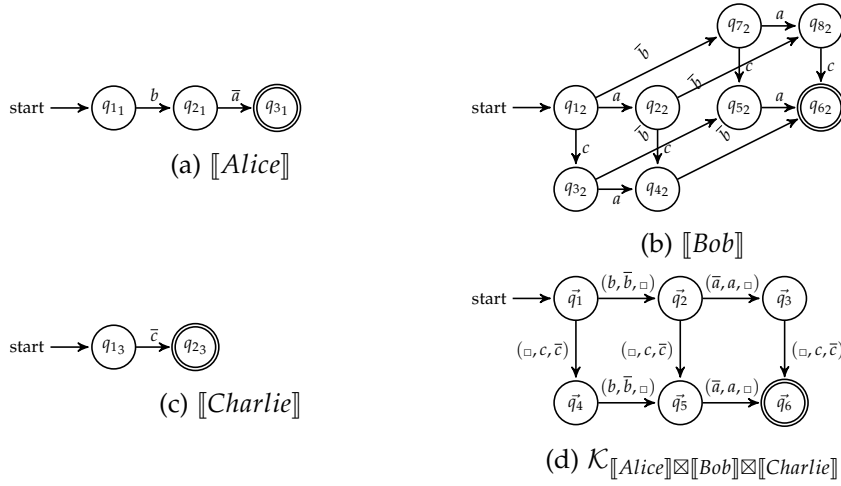 start q₁₁ b q₂₁ a̅ q₃₁
(a) ⟦Alice⟧
q₇₂ a q₈₂
b̅ c b̅ c
start q₁₂ a q₂₂ q₅₂ a q₆₂
c b̅ c b̅
q₃₂ a q₄₂
(b) ⟦Bob⟧
start q₁₃ c̅ q₂₃
(c) ⟦Charlie⟧
start q⃗₁ (b, b̅, □) q⃗₂ (a̅, a, □) q⃗₃
(□, c, c̅) (□, c, c̅) (□, c, c̅)
q⃗₄ (b, b̅, □) q⃗₅ (a̅, a, □) q⃗₆
(d) 𝒦⟦Alice⟧⊠⟦Bob⟧⊠⟦Charlie⟧